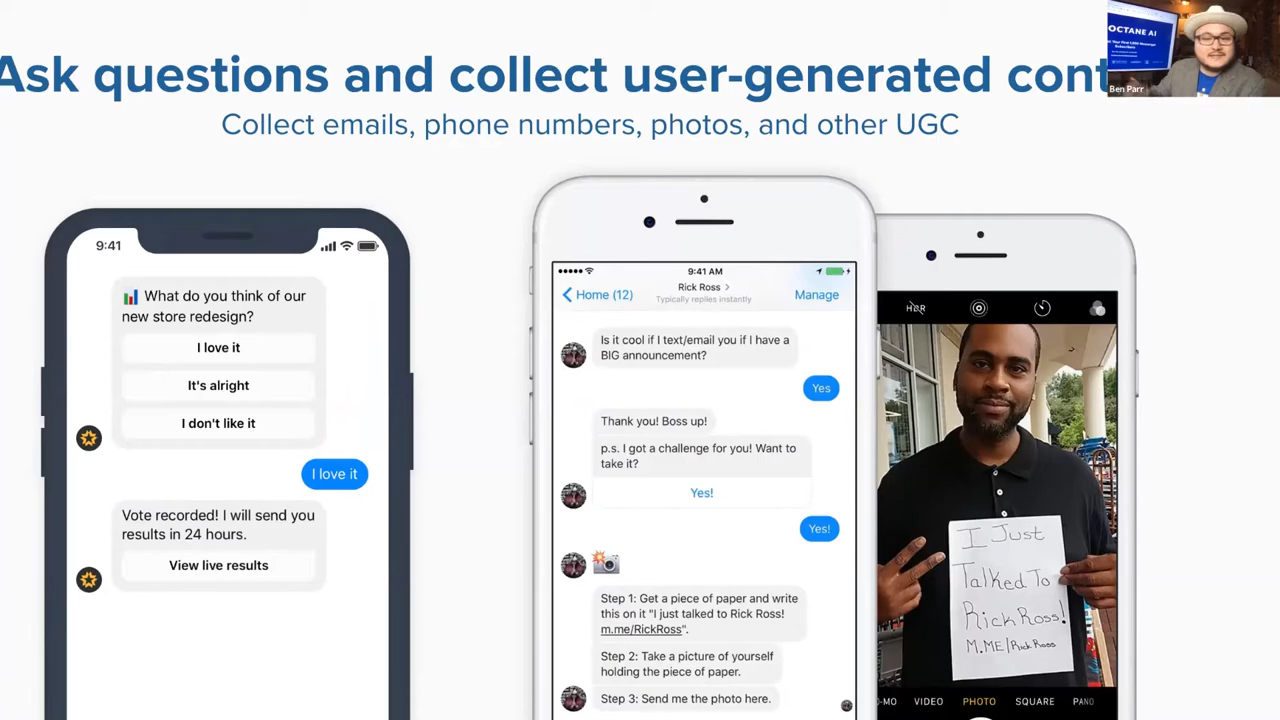 Ask questions and collect user-generated cont
Collect emails, phone numbers, photos, and other UGC
OCTANE AI
Ben Parr
9:41
What do you think of our
new store redesign?
I love it
It's alright
I don't like it
I love it
Vote recorded! I will send you
results in 24 hours.
View live results
9:41 AM
Home (12)
Rick Ross
Typically replies instantly
Manage
Is it cool if I text/email you if I have a
BIG announcement?
Yes
Thank you! Boss up!
p.s. I got a challenge for you! Want to
take it?
Yes!
Yes!
Step 1: Get a piece of paper and write
this on it "I just talked to Rick Ross!
m.me/RickRoss".
Step 2: Take a picture of yourself
holding the piece of paper.
Step 3: Send me the photo here.
HDR
I Just
Talked To
Rick Ross!
M.ME/RickRoss
O-MO
VIDEO
PHOTO
SQUARE
PANO